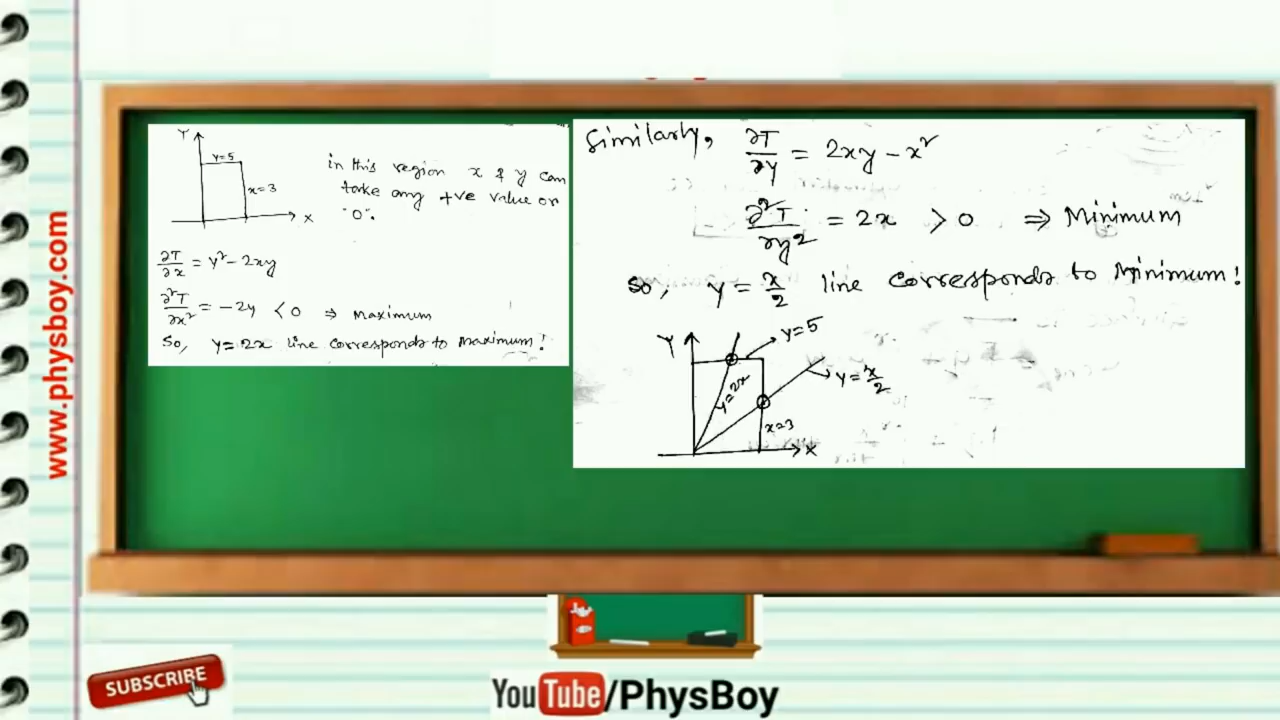 www.physboy.com
Y
y=5
x=3
X
in this region x & y can
take any +ve value or
"0".
∂T/∂x = y² - 2xy
∂²T/∂x² = -2y < 0 ⇒ Maximum
So, y = 2x line corresponds to Maximum!
Similarly, ∂T/∂y = 2xy - x²
∂²T/∂y² = 2x > 0 ⇒ Minimum
So, y = x/2 line corresponds to Minimum!
Y
y=5
y=2x
y=x/2
x=3
X
SUBSCRIBE
YouTube/PhysBoy